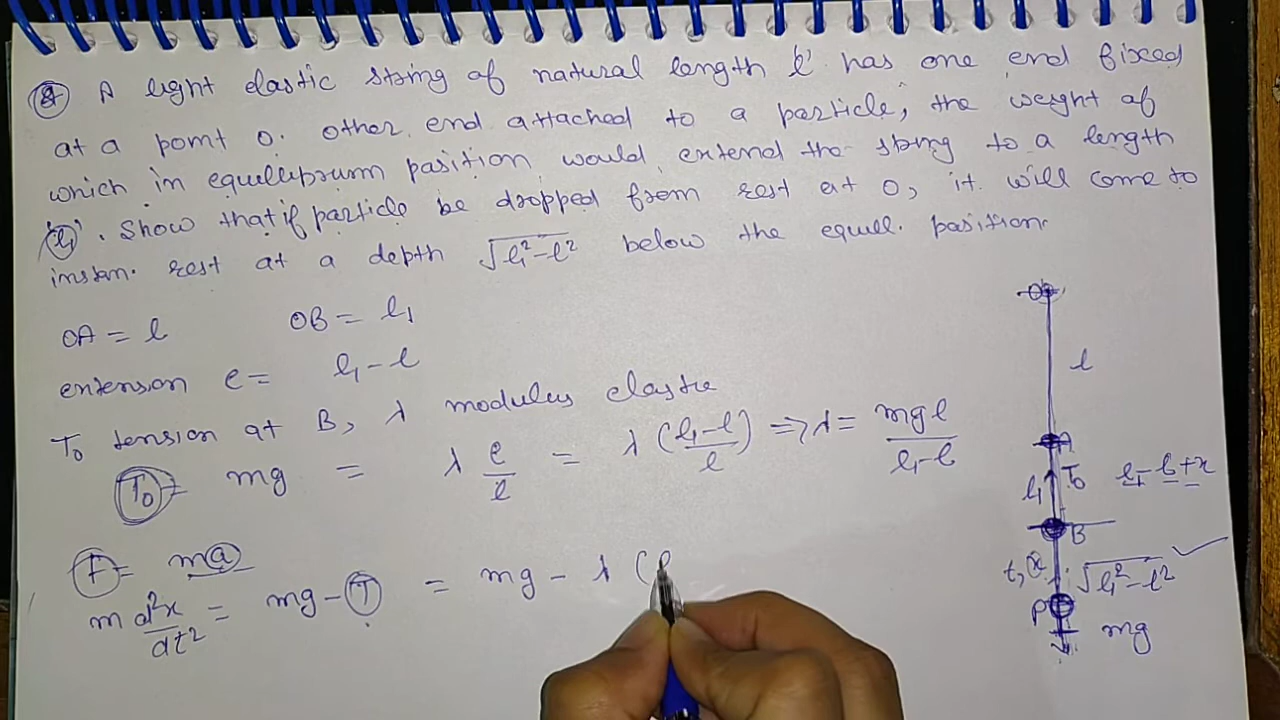 Q A light elastic string of natural length 'l' has one end fixed
at a point O. Other end attached to a particle, the weight of
which in equillibrium position would extend the string to a length
'l₁'. Show that if particle be dropped from rest at O, it will come to
instan. rest at a depth √(l₁²-l²) below the equill. position.
OA = l OB = l₁
extension e = l₁ - l
T₀ tension at B, λ modulus elastic
T₀ = mg = λ e/l = λ (l₁-l)/l ⇒ λ = mgl/(l₁-l)
F = ma
m d²x/dt² = mg - T = mg - λ (l
O
l
A
T₀
l₁ - l + x
l₁
B
t, x
√(l₁²-l²) ✓
P
mg